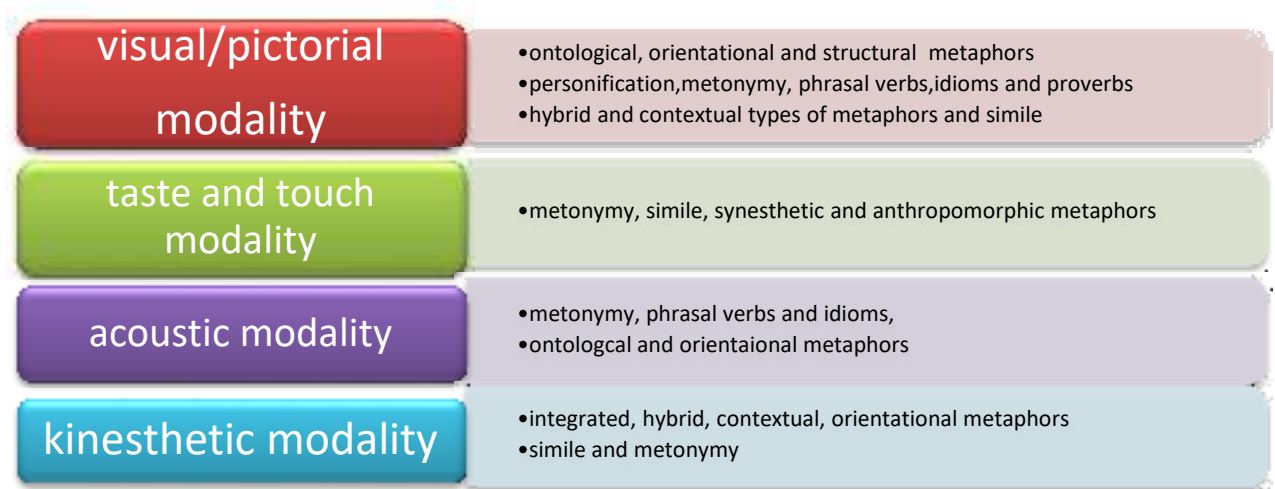 visual/pictorial
modality
•ontological, orientational and structural metaphors
•personification,metonymy, phrasal verbs,idioms and proverbs
•hybrid and contextual types of metaphors and simile
taste and touch
modality
•metonymy, simile, synesthetic and anthropomorphic metaphors
acoustic modality
•metonymy, phrasal verbs and idioms,
•ontologcal and orientaional metaphors
kinesthetic modality
•integrated, hybrid, contextual, orientational metaphors
•simile and metonymy